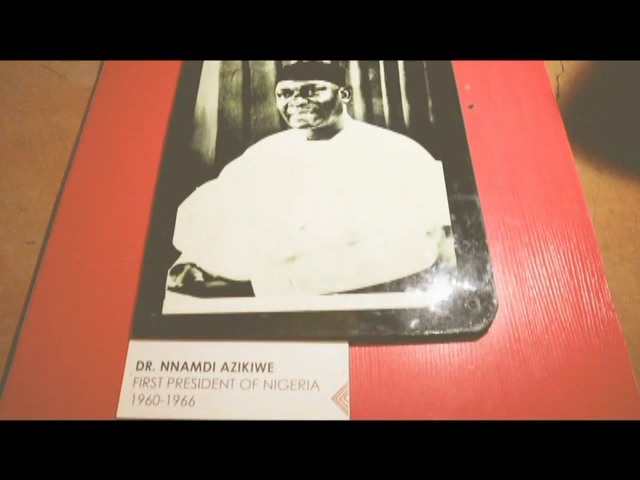 DR. NNAMDI AZIKIWE
FIRST PRESIDENT OF NIGERIA
1960-1966